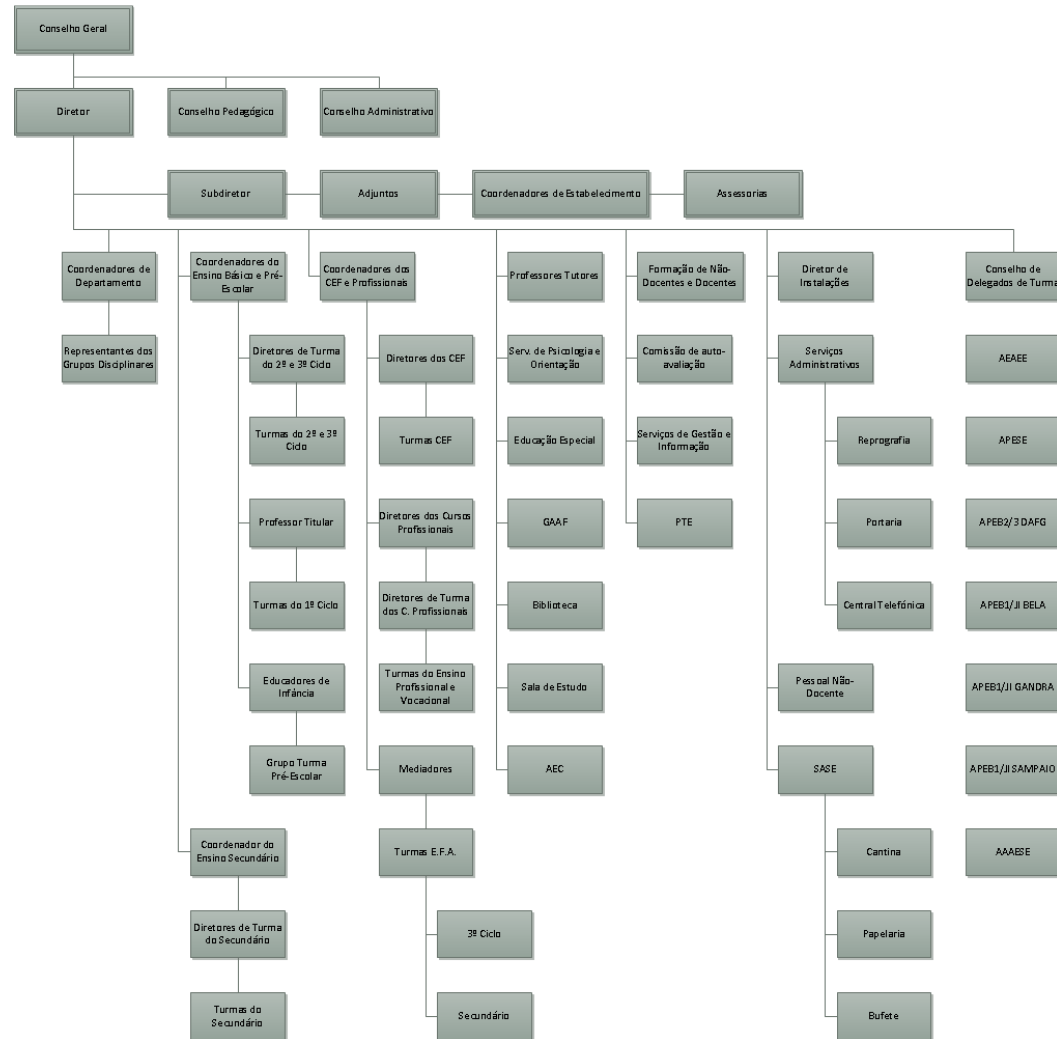 Conselho Geral
Diretor
Conselho Pedagógico
Conselho Administrativo
Subdiretor
Adjuntos
Coordenadores de Estabelecimento
Assessorias
Coordenadores de
Departamento
Representantes dos
Grupos Disciplinares
Coordenadores do
Ensino Básico e Pré-
Escolar
Diretores de Turma
do 2º e 3º Ciclo
Turmas do 2º e 3º
Ciclo
Professor Titular
Turmas do 1º Ciclo
Educadores de
Infância
Grupo Turma
Pré-Escolar
Coordenador do
Ensino Secundário
Diretores de Turma
do Secundário
Turmas do
Secundário
Coordenadores dos
CEF e Profissionais
Diretores dos CEF
Turmas CEF
Diretores dos Cursos
Profissionais
Diretores de Turma
dos C. Profissionais
Turmas do Ensino
Profissional e
Vocacional
Mediadores
Turmas E.F.A.
3º Ciclo
Secundário
Professores Tutores
Serv. de Psicologia e
Orientação
Educação Especial
GAAF
Biblioteca
Sala de Estudo
AEC
Formação de Não-
Docentes e Docentes
Comissão de auto-
avaliação
Serviços de Gestão e
Informação
PTE
Diretor de
Instalações
Serviços
Administrativos
Reprografia
Portaria
Central Telefónica
Pessoal Não-
Docente
SASE
Cantina
Papelaria
Bufete
Conselho de
Delegados de Turma
AEAEE
APESE
APEB2/3 DAFG
APEB1/JI BELA
APEB1/JI GANDRA
APEB1/JI SAMPAIO
AAAESE